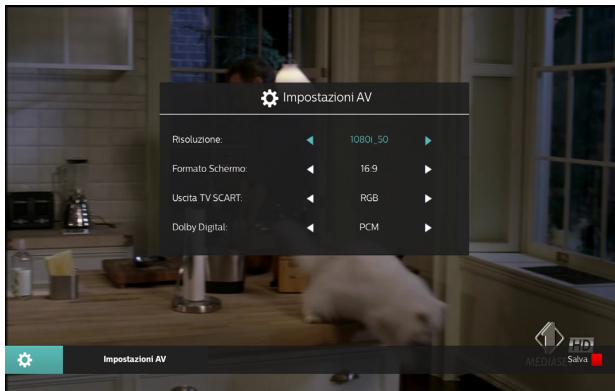 Impostazioni AV
Risoluzione: 1080i_50
Formato Schermo: 16:9
Uscita TV SCART: RGB
Dolby Digital: PCM
HD
MEDIASET
Impostazioni AV Salva